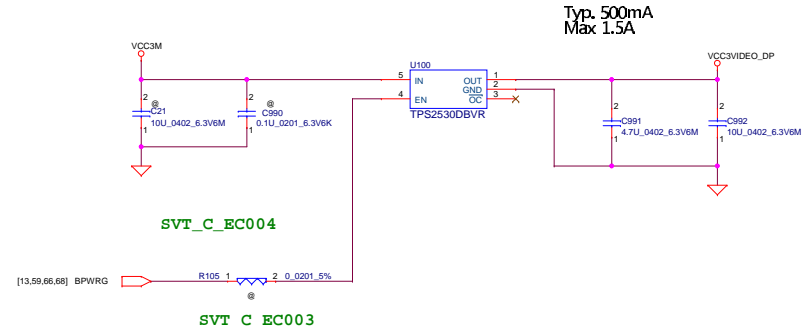 Typ. 500mA
Max 1.5A
VCC3M
VCC3VIDEO_DP
U100
5 IN OUT 1
GND 2
4 EN OC 3
TPS2530DBVR
2 @
C21
10U_0402_6.3V6M
1
2 @
C990
0.1U_0201_6.3V6K
1
2
C991
4.7U_0402_6.3V6M
1
2
C992
10U_0402_6.3V6M
1
SVT_C_EC004
[13,59,66,68] BPWRG
R105 1 2 0_0201_5%
@
SVT_C_EC003